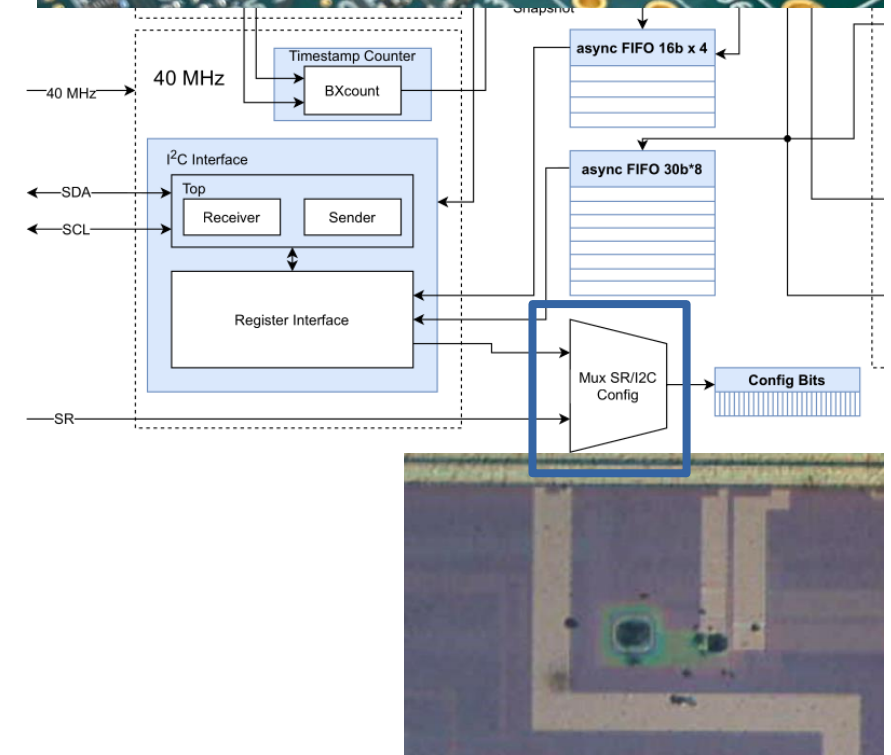 Snapshot
async FIFO 16b x 4
Timestamp Counter
40 MHz
BXcount
40 MHz
I2C Interface
async FIFO 30b*8
Top
SDA
Receiver
Sender
SCL
Register Interface
Mux SR/I2C
Config
Config Bits
SR